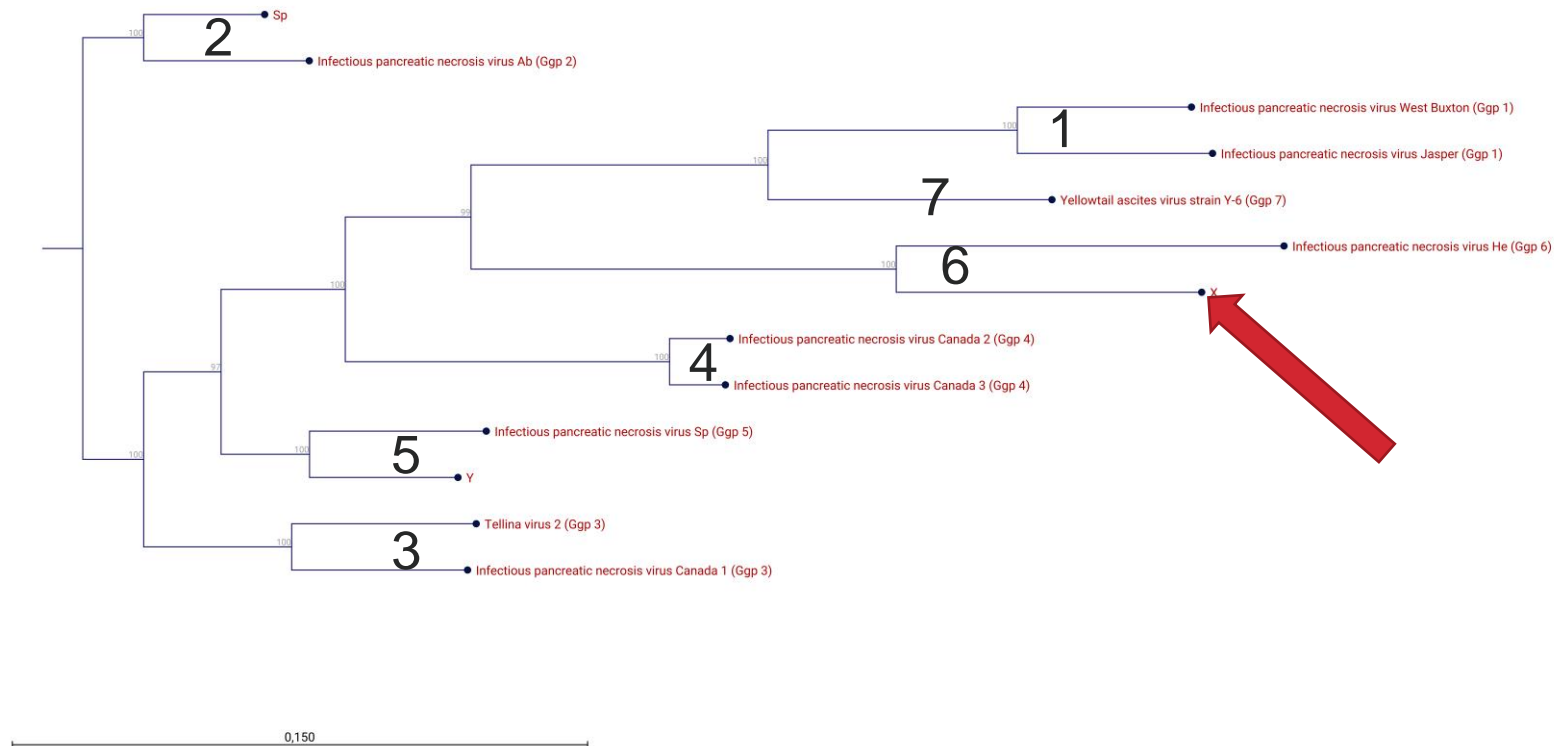 Sp
100
2
Infectious pancreatic necrosis virus Ab (Ggp 2)
Infectious pancreatic necrosis virus West Buxton (Ggp 1)
100
1
Infectious pancreatic necrosis virus Jasper (Ggp 1)
100
7
Yellowtail ascites virus strain Y-6 (Ggp 7)
99
Infectious pancreatic necrosis virus He (Ggp 6)
100
6
100
X
Infectious pancreatic necrosis virus Canada 2 (Ggp 4)
100
4
97
Infectious pancreatic necrosis virus Canada 3 (Ggp 4)
Infectious pancreatic necrosis virus Sp (Ggp 5)
100
100
5
Y
Tellina virus 2 (Ggp 3)
100
3
Infectious pancreatic necrosis virus Canada 1 (Ggp 3)
0,150